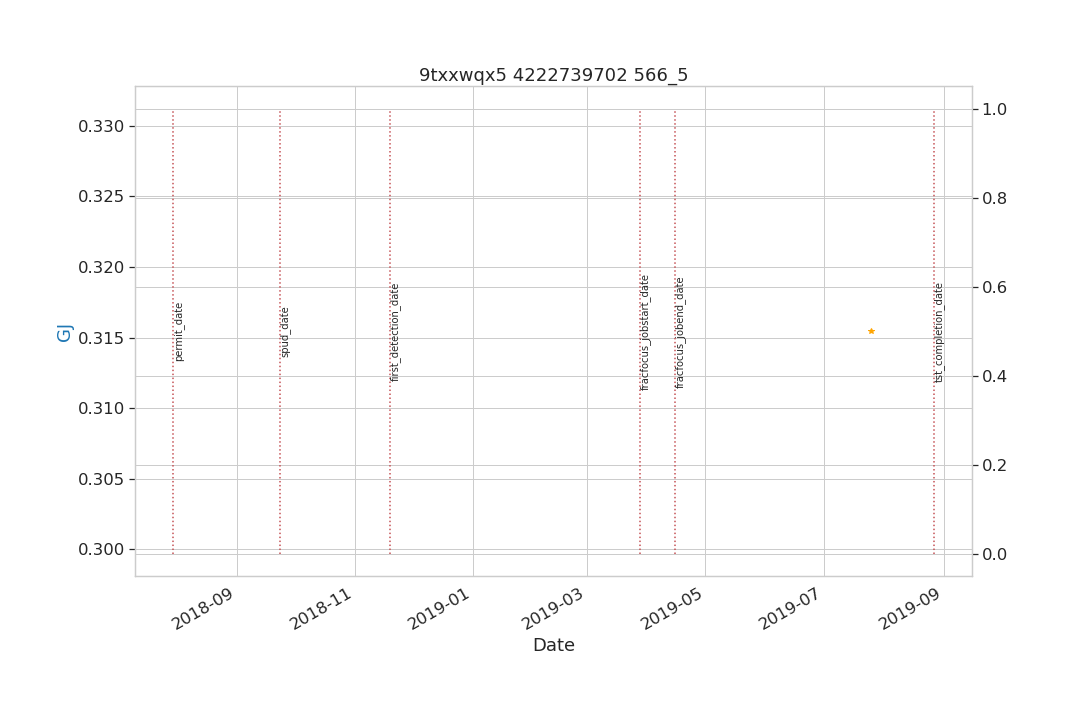 9txxwqx5 4222739702 566_5
GJ
0.330
0.325
0.320
0.315
0.310
0.305
0.300
1.0
0.8
0.6
0.4
0.2
0.0
permit_date
spud_date
first_detection_date
fracfocus_jobstart_date
fracfocus_jobend_date
tst_completion_date
2018-09
2018-11
2019-01
2019-03
2019-05
2019-07
2019-09
Date